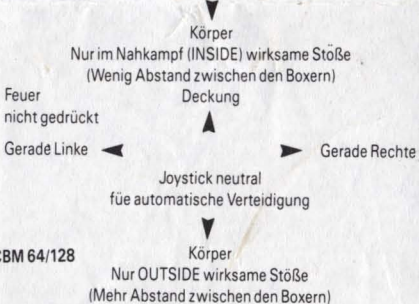 Körper
Nur im Nahkampf (INSIDE) wirksame Stöße
(Wenig Abstand zwischen den Boxern)
Feuer
nicht gedrückt
Deckung
Gerade Linke
Gerade Rechte
Joystick neutral
füe automatische Verteidigung
CBM 64/128
Körper
Nur OUTSIDE wirksame Stöße
(Mehr Abstand zwischen den Boxern)